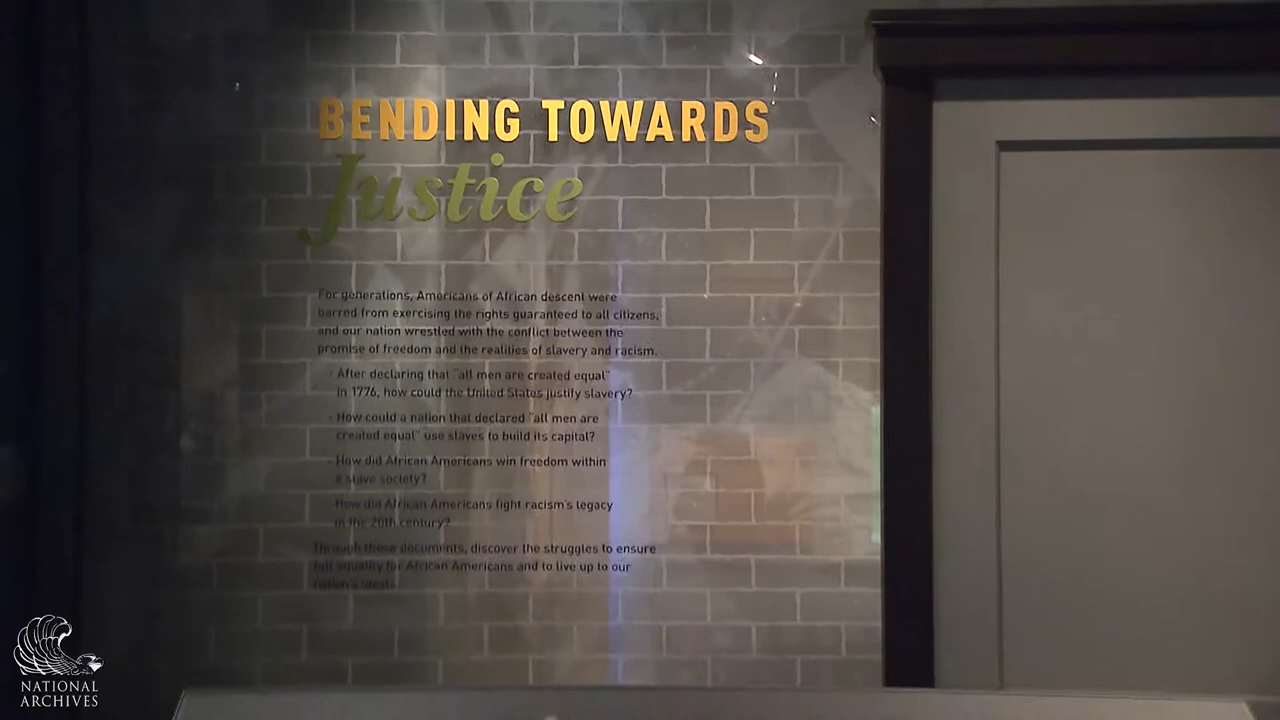 BENDING TOWARDS
Justice
For generations, Americans of African descent were
barred from exercising the rights guaranteed to all citizens,
and our nation wrestled with the conflict between the
promise of freedom and the realities of slavery and racism.
· After declaring that "all men are created equal"
in 1776, how could the United States justify slavery?
· How could a nation that declared "all men are
created equal" use slaves to build its capital?
· How did African Americans win freedom within
a slave society?
· How did African Americans fight racism's legacy
in the 20th century?
Through these documents, discover the struggles to ensure
full equality for African Americans and to live up to our
nation's ideals.
NATIONAL
ARCHIVES